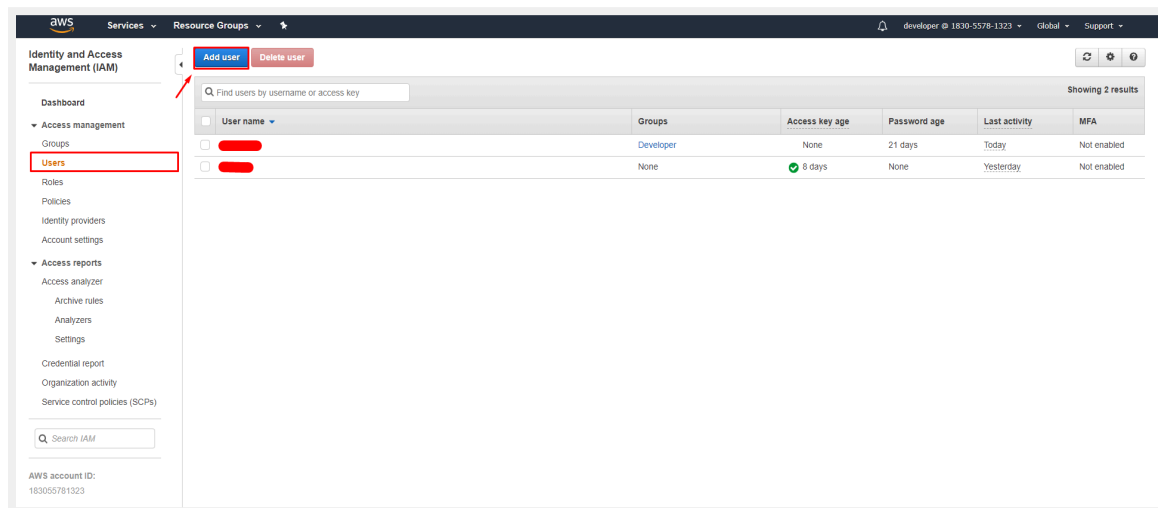 aws Services Resource Groups developer @ 1830-5578-1323 Global Support
Identity and Access
Management (IAM)
Add user Delete user
Find users by username or access key
Showing 2 results
Dashboard
Access management
Groups
Users
Roles
Policies
Identity providers
Account settings
Access reports
Access analyzer
Archive rules
Analyzers
Settings
Credential report
Organization activity
Service control policies (SCPs)
Search IAM
AWS account ID:
183055781323
User name Groups Access key age Password age Last activity MFA
Developer None 21 days Today Not enabled
None 8 days None Yesterday Not enabled